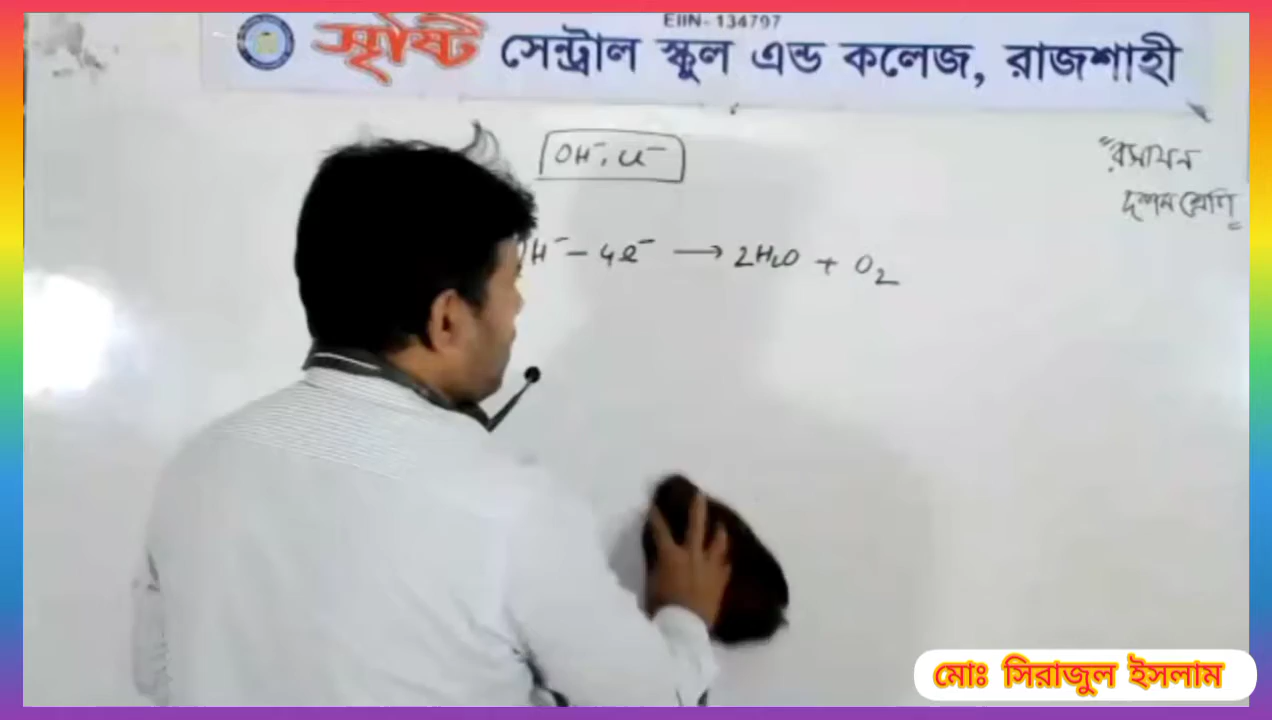 EIIN- 134797
সৃষ্টি সেন্ট্রাল স্কুল এন্ড কলেজ, রাজশাহী
OH⁻, Cl⁻
"রসায়ন
দশম শ্রেণি"
H⁻ − 4e⁻ → 2H₂O + O₂
মোঃ সিরাজুল ইসলাম